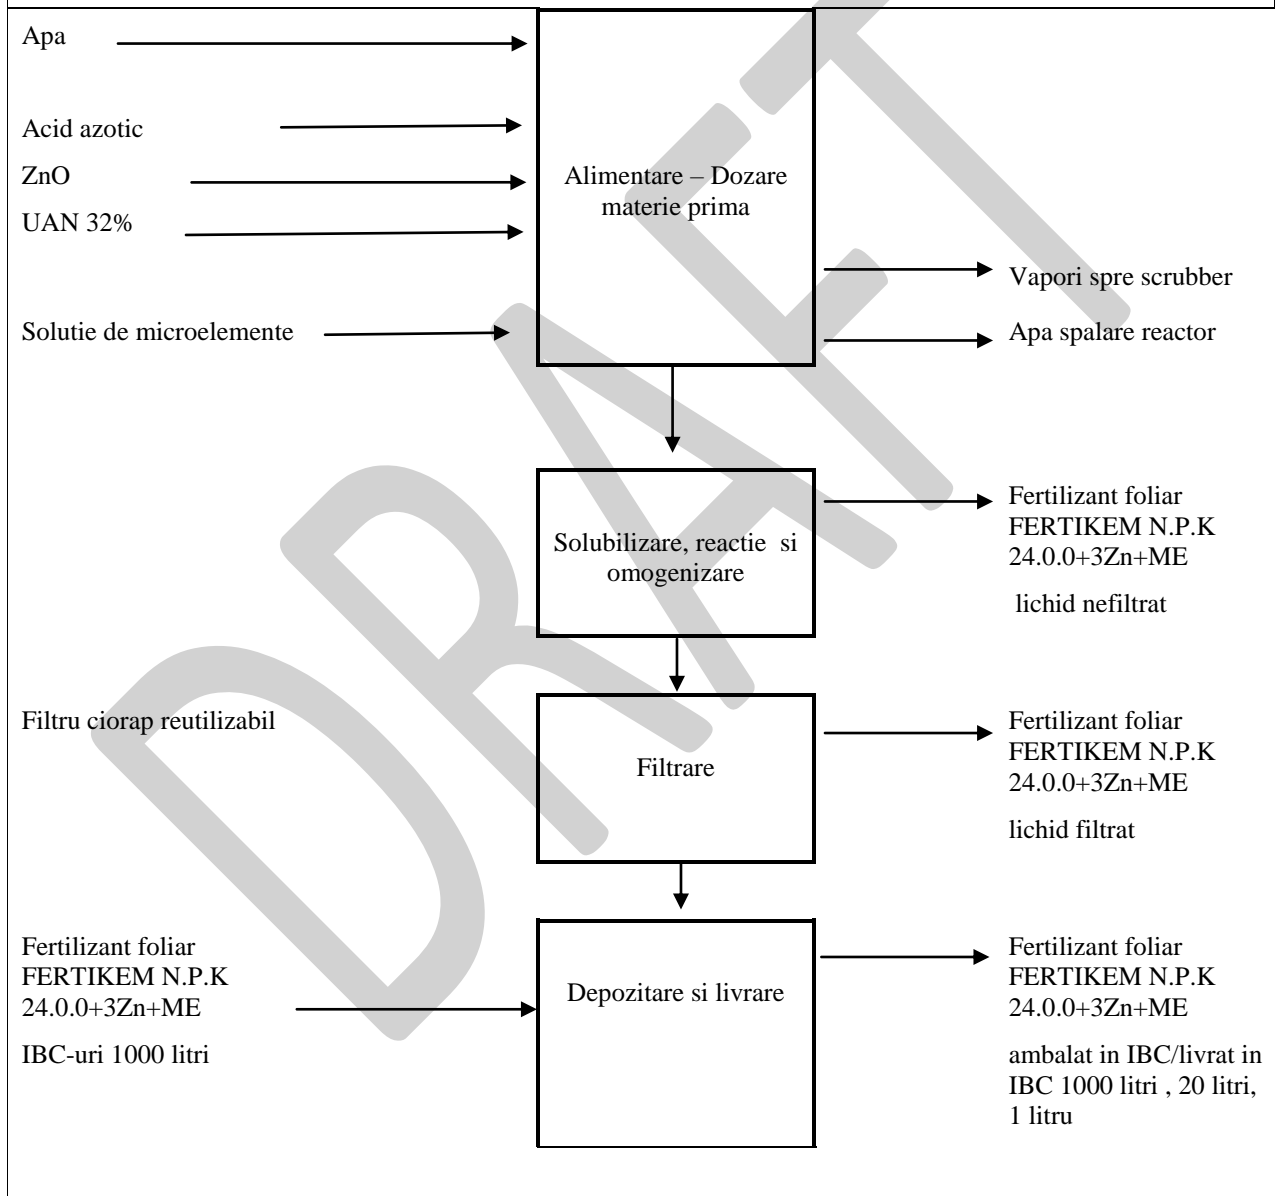 Apa
Acid azotic
ZnO
UAN 32%
Solutie de microelemente
Alimentare – Dozare
materie prima
Vapori spre scrubber
Apa spalare reactor
Solubilizare, reactie si
omogenizare
Fertilizant foliar
FERTIKEM N.P.K
24.0.0+3Zn+ME
lichid nefiltrat
Filtru ciorap reutilizabil
Filtrare
Fertilizant foliar
FERTIKEM N.P.K
24.0.0+3Zn+ME
lichid filtrat
Fertilizant foliar
FERTIKEM N.P.K
24.0.0+3Zn+ME
IBC-uri 1000 litri
Depozitare si livrare
Fertilizant foliar
FERTIKEM N.P.K
24.0.0+3Zn+ME
ambalat in IBC/livrat in
IBC 1000 litri , 20 litri,
1 litru
DRAFT